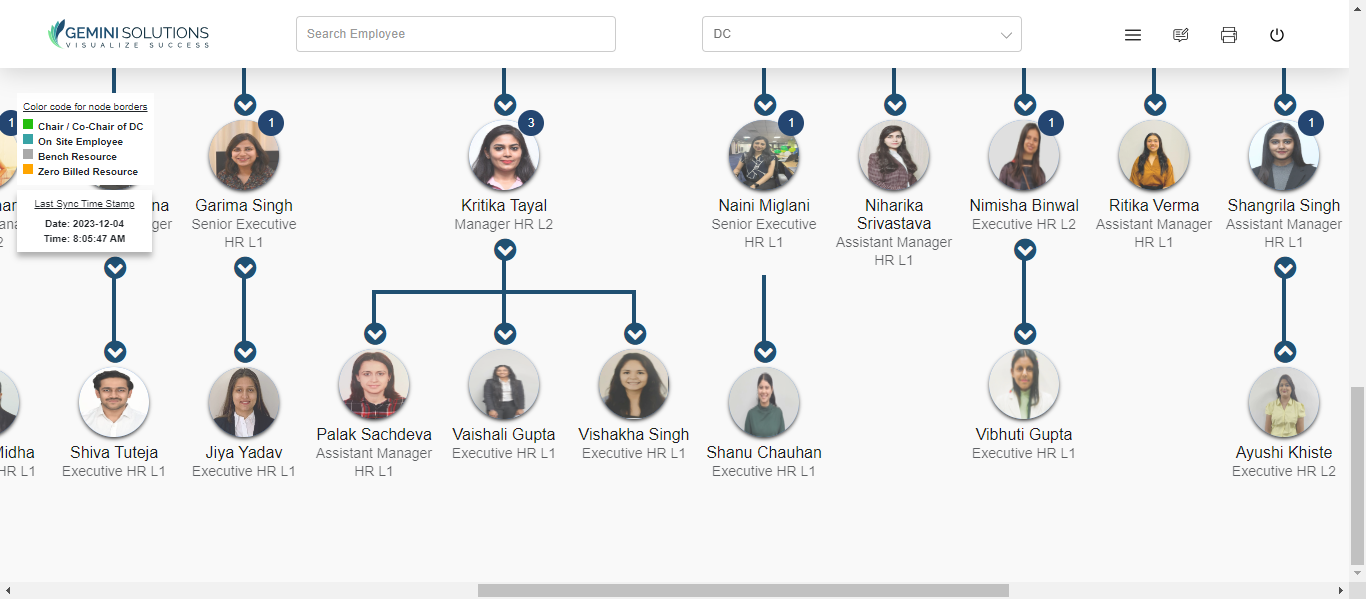 GEMINI SOLUTIONS
VISUALIZE SUCCESS
Search Employee
DC
Color code for node borders
Chair / Co-Chair of DC
On Site Employee
Bench Resource
Zero Billed Resource
Last Sync Time Stamp
Date: 2023-12-04
Time: 8:05:47 AM
1
1
Garima Singh
Senior Executive
HR L1
3
Kritika Tayal
Manager HR L2
1
Naini Miglani
Senior Executive
HR L1
Niharika
Srivastava
Assistant Manager
HR L1
1
Nimisha Binwal
Executive HR L2
Ritika Verma
Assistant Manager
HR L1
1
Shangrila Singh
Assistant Manager
HR L1
Midha
HR L1
Shiva Tuteja
Executive HR L1
Jiya Yadav
Executive HR L1
Palak Sachdeva
Assistant Manager
HR L1
Vaishali Gupta
Executive HR L1
Vishakha Singh
Executive HR L1
Shanu Chauhan
Executive HR L1
Vibhuti Gupta
Executive HR L1
Ayushi Khiste
Executive HR L2